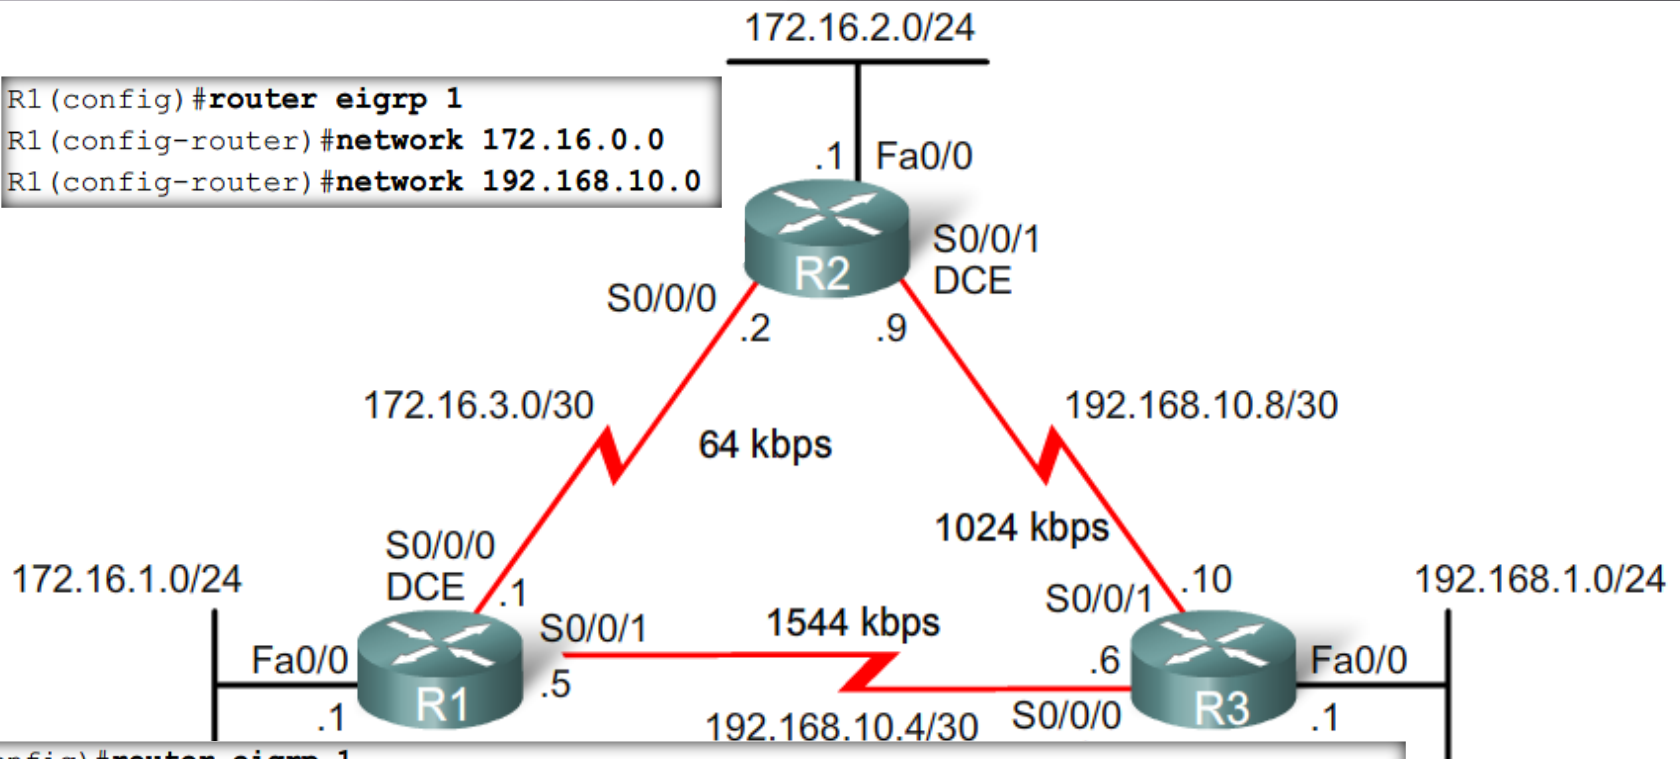 172.16.2.0/24
R1(config)#router eigrp 1
R1(config-router)#network 172.16.0.0
R1(config-router)#network 192.168.10.0
.1 Fa0/0
S0/0/1
DCE
R2
S0/0/0
.2 .9
172.16.3.0/30
192.168.10.8/30
64 kbps
1024 kbps
S0/0/0
DCE
.1
172.16.1.0/24
.10
192.168.1.0/24
S0/0/1
S0/0/1
1544 kbps
Fa0/0
.6
Fa0/0
.5
R1
R3
.1
192.168.10.4/30
S0/0/0
.1
router eigrp 1